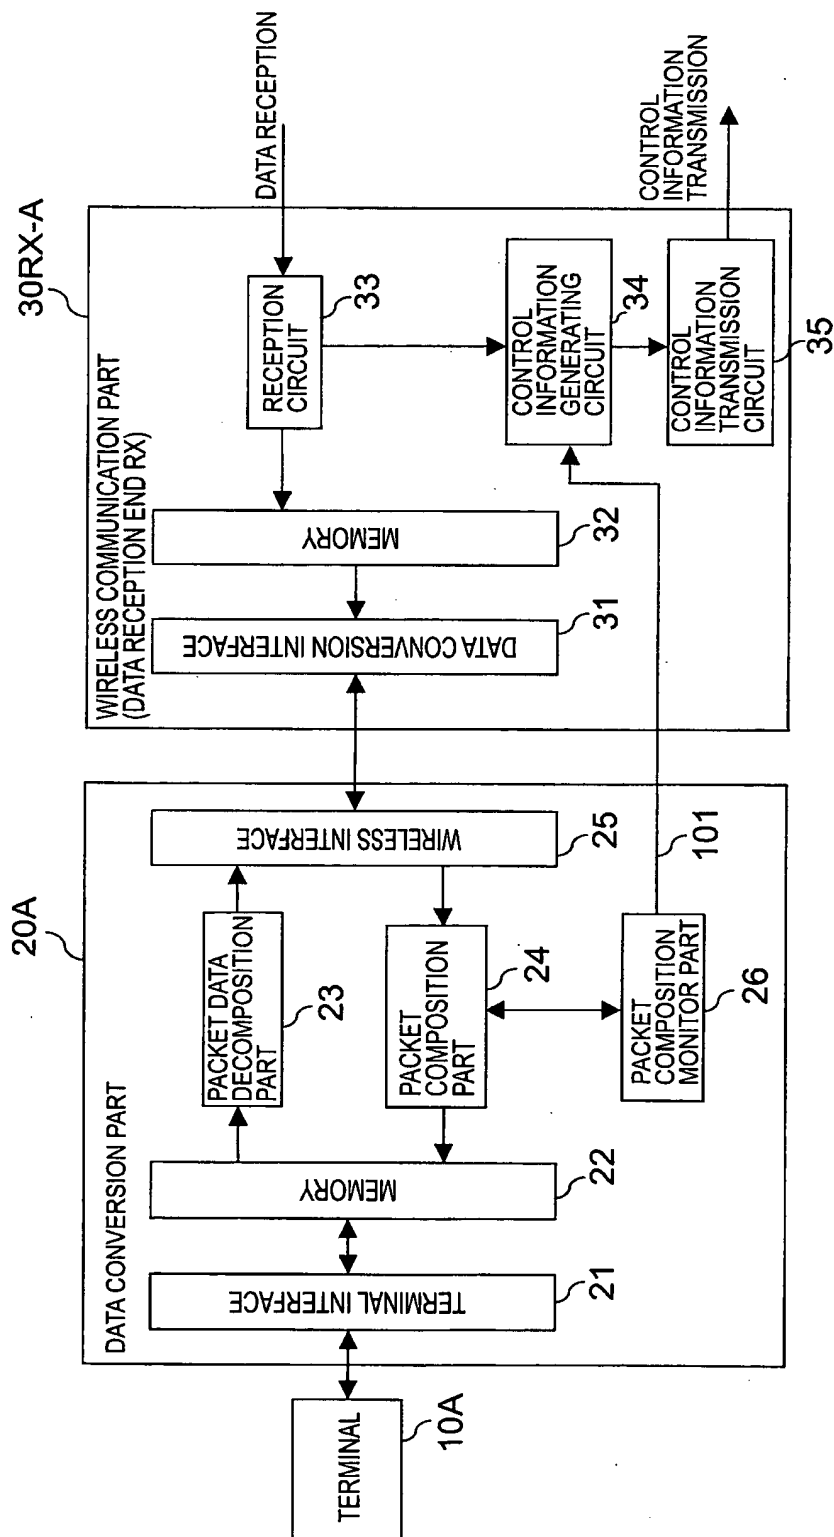 TERMINAL
10A
20A
DATA CONVERSION PART
TERMINAL INTERFACE
21
MEMORY
22
PACKET DATA
DECOMPOSITION
PART
23
PACKET
COMPOSITION
PART
24
WIRELESS INTERFACE
25
PACKET
COMPOSITION
MONITOR PART
26
101
30RX-A
WIRELESS COMMUNICATION PART
(DATA RECEPTION END RX)
DATA CONVERSION INTERFACE
31
MEMORY
32
RECEPTION
CIRCUIT
33
CONTROL
INFORMATION
GENERATING
CIRCUIT
34
CONTROL
INFORMATION
TRANSMISSION
CIRCUIT
35
DATA RECEPTION
CONTROL
INFORMATION
TRANSMISSION